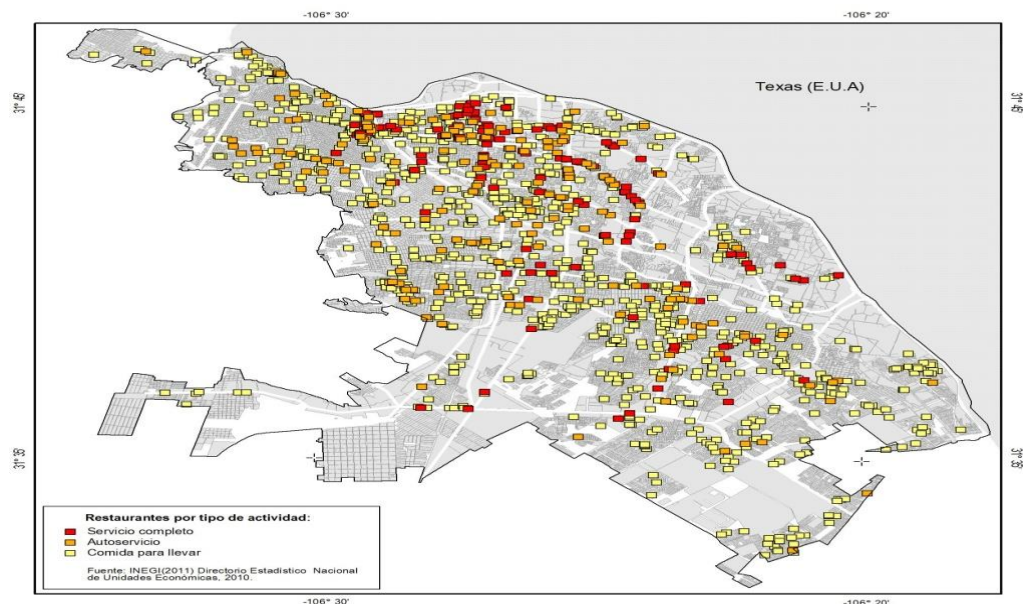 -106° 30'
-106° 20'
Texas (E.U.A)
31° 45'
31° 45'
31° 35'
31° 35'
Restaurantes por tipo de actividad:
Servicio completo
Autoservicio
Comida para llevar
Fuente: INEGI(2011) Directorio Estadístico Nacional
de Unidades Económicas, 2010.
-106° 30'
-106° 20'